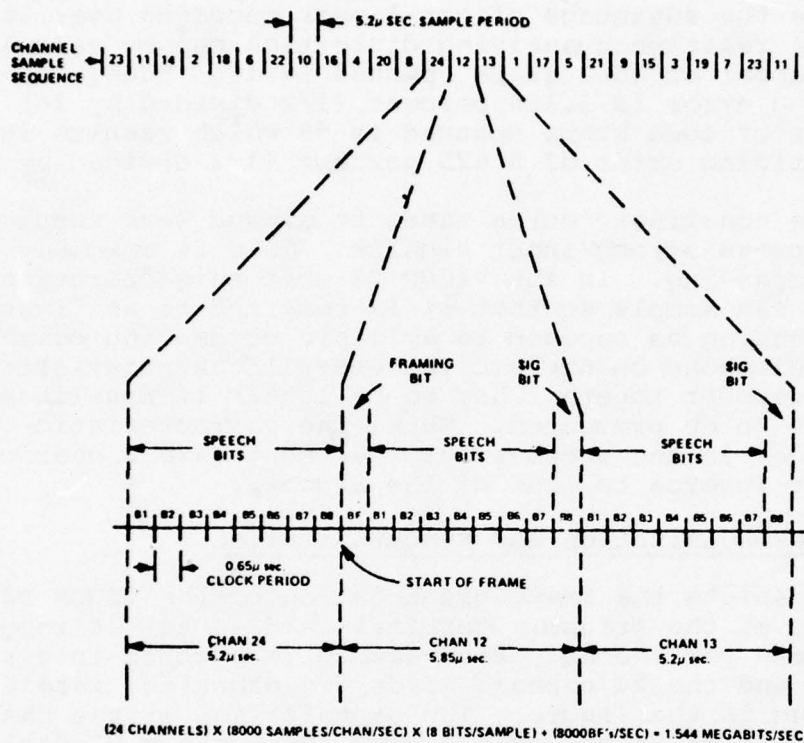 5.2μ SEC. SAMPLE PERIOD
CHANNEL
SAMPLE
SEQUENCE
23 11 14 2 18 6 22 10 16 4 20 8 24 12 13 1 17 5 21 9 15 3 19 7 23 11
FRAMING
BIT
SIG
BIT
SIG
BIT
SPEECH
BITS
SPEECH
BITS
SPEECH
BITS
B1 B2 B3 B4 B5 B6 B7 B8 BF B1 B2 B3 B4 B5 B6 B7 B8 B1 B2 B3 B4 B5 B6 B7 B8
0.65μ sec.
CLOCK PERIOD
START OF FRAME
CHAN 24
5.2μ sec.
CHAN 12
5.85μ sec.
CHAN 13
5.2μ sec.
(24 CHANNELS) X (8000 SAMPLES/CHAN/SEC) X (8 BITS/SAMPLE) + (8000BF's/SEC) = 1.544 MEGABITS/SEC